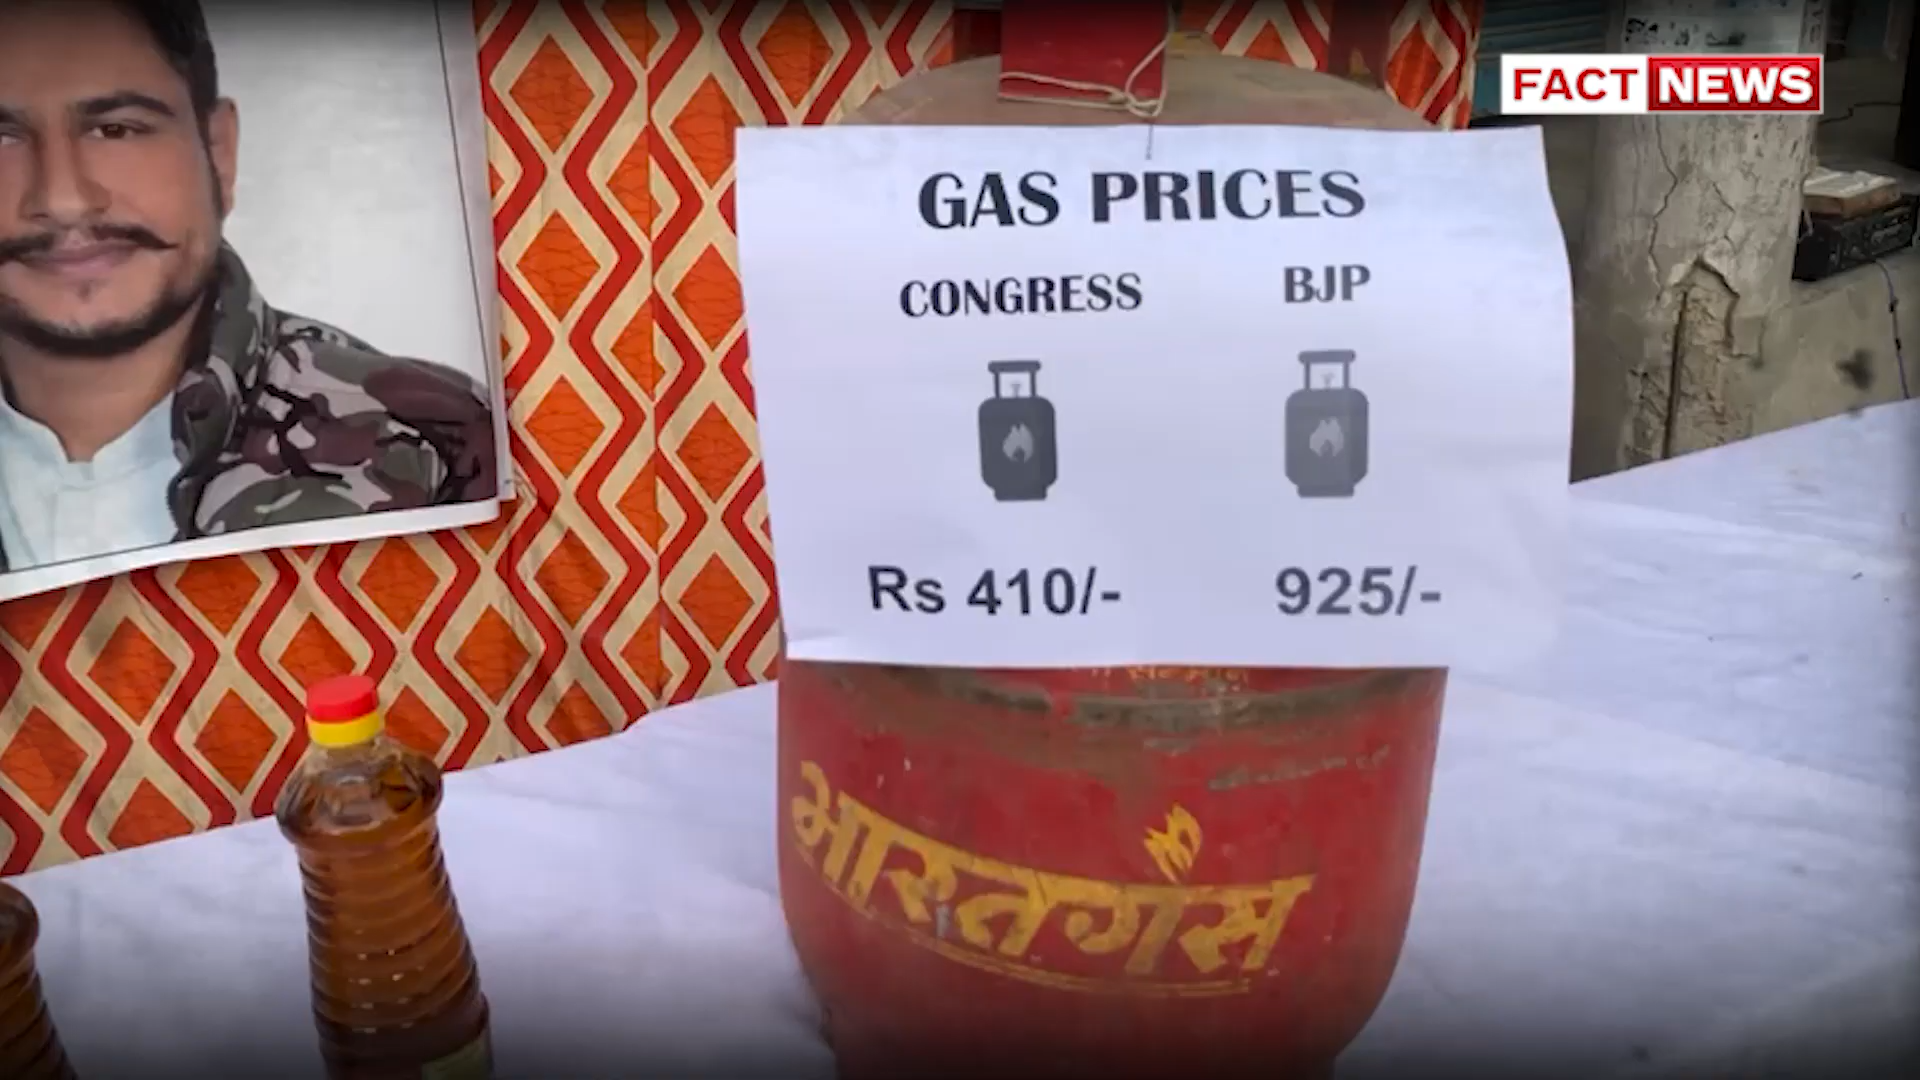 FACT NEWS
GAS PRICES
CONGRESS BJP
Rs 410/- 925/-
भारतगैस